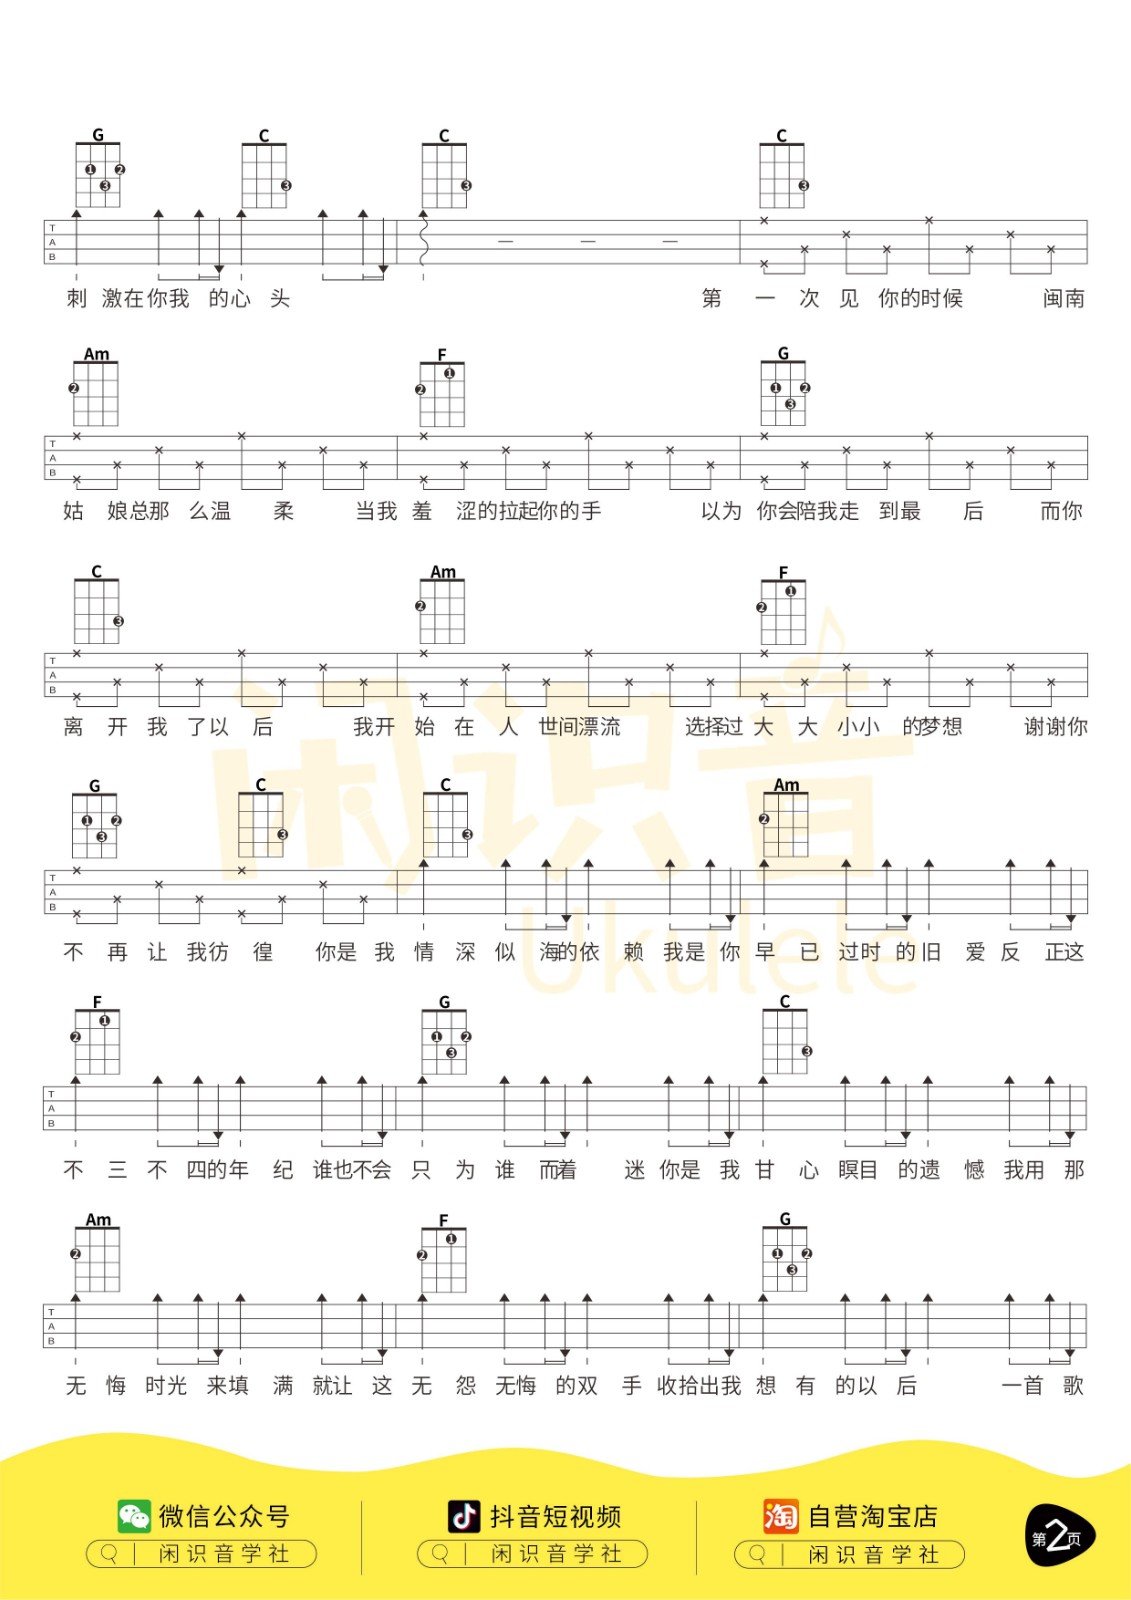 G C C C
T
A
B
刺 激在你我 的心 头 第 一 次 见 你的时候 闽南
Am F G
T
A
B
姑 娘总那 么温 柔 当我 羞 涩的拉起你的手 以为 你会陪我走 到最 后 而你
C Am F
T
A
B
离 开 我 了以 后 我开 始 在 人 世间漂流 选择过 大 大 小小 的梦想 谢谢你
G C C Am
T
A
B
不 再 让 我彷 徨 你是 我 情 深 似 海的依 赖 我是 你 早 已 过时 的旧 爱 反 正这
F G C
T
A
B
不 三 不 四的年 纪 谁也不会 只 为 谁 而着 迷 你是 我 甘 心 瞑目 的遗 憾 我用 那
Am F G
T
A
B
无 悔 时光 来填 满 就让 这 无 怨 无悔 的双 手 收拾出我 想 有 的以 后 一首 歌
闲识音
Ukulele
微信公众号 抖音短视频 淘 自营淘宝店
闲识音学社 闲识音学社 闲识音学社
第2页